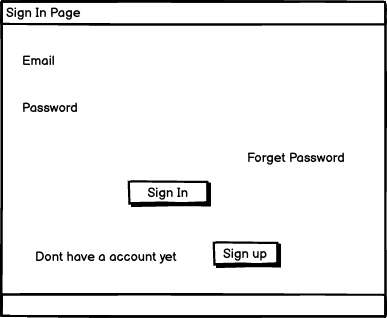 Sign In Page
Email
Password
Forget Password
Sign In
Dont have a account yet
Sign up